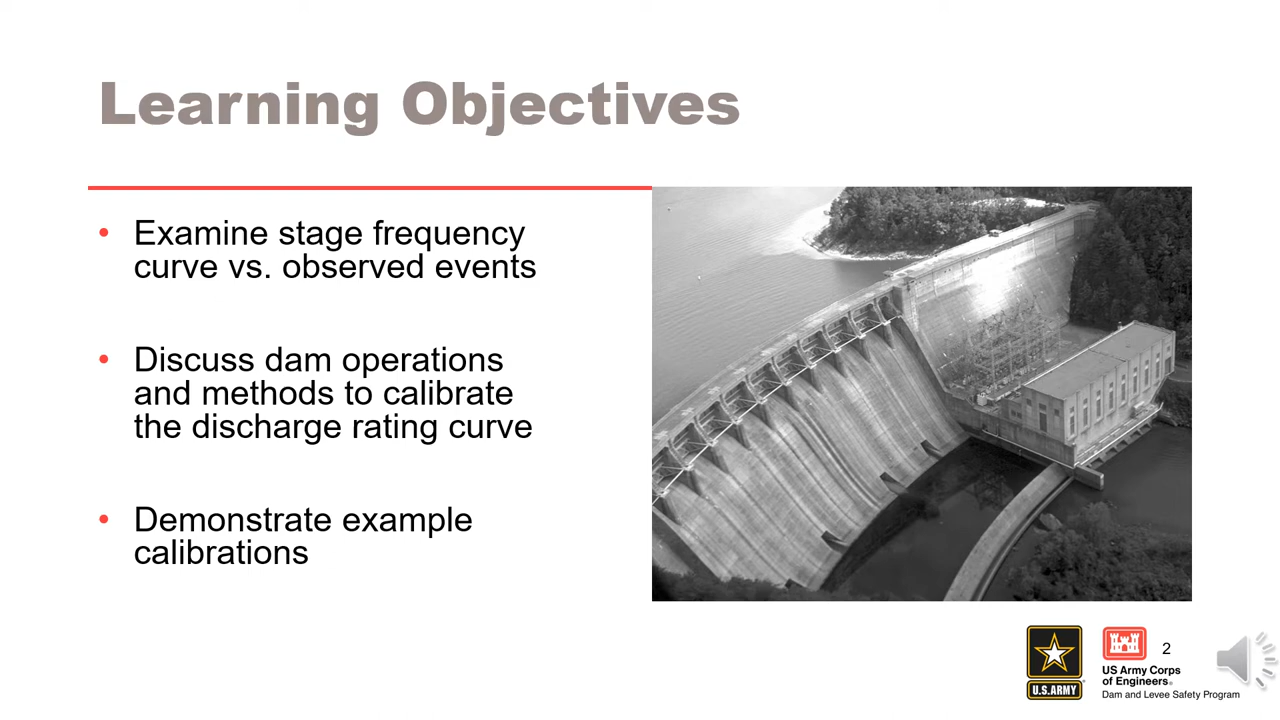 Learning Objectives
• Examine stage frequency
curve vs. observed events
• Discuss dam operations
and methods to calibrate
the discharge rating curve
• Demonstrate example
calibrations
U.S.ARMY
2
US Army Corps
of Engineers®
Dam and Levee Safety Program